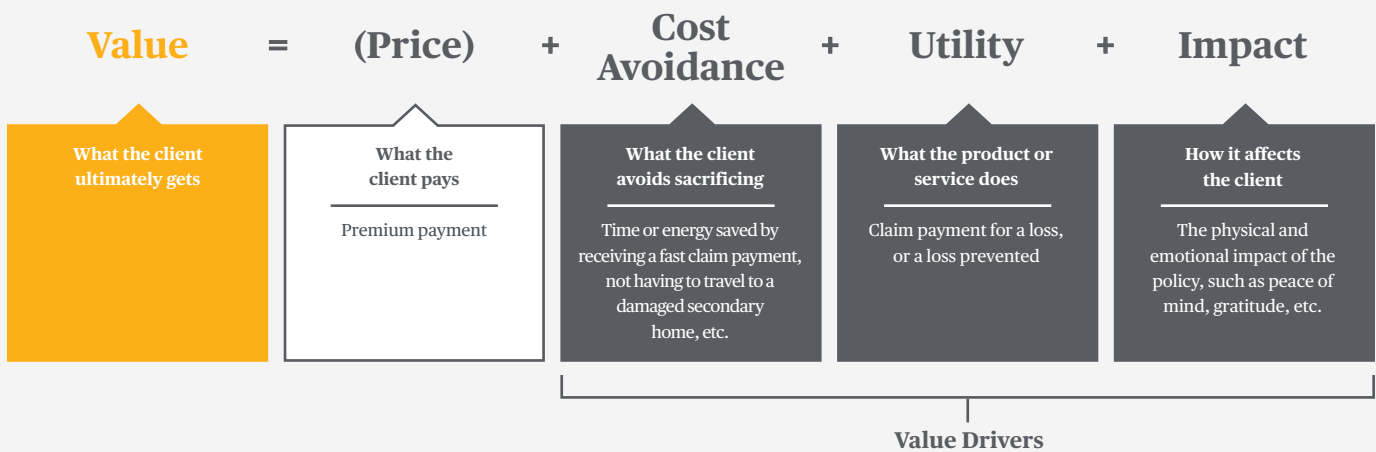 Value = (Price) + Cost Avoidance + Utility + Impact
What the client
ultimately gets
What the
client pays
Premium payment
What the client
avoids sacrificing
Time or energy saved by
receiving a fast claim payment,
not having to travel to a
damaged secondary
home, etc.
What the product or
service does
Claim payment for a loss,
or a loss prevented
How it affects
the client
The physical and
emotional impact of the
policy, such as peace of
mind, gratitude, etc.
Value Drivers